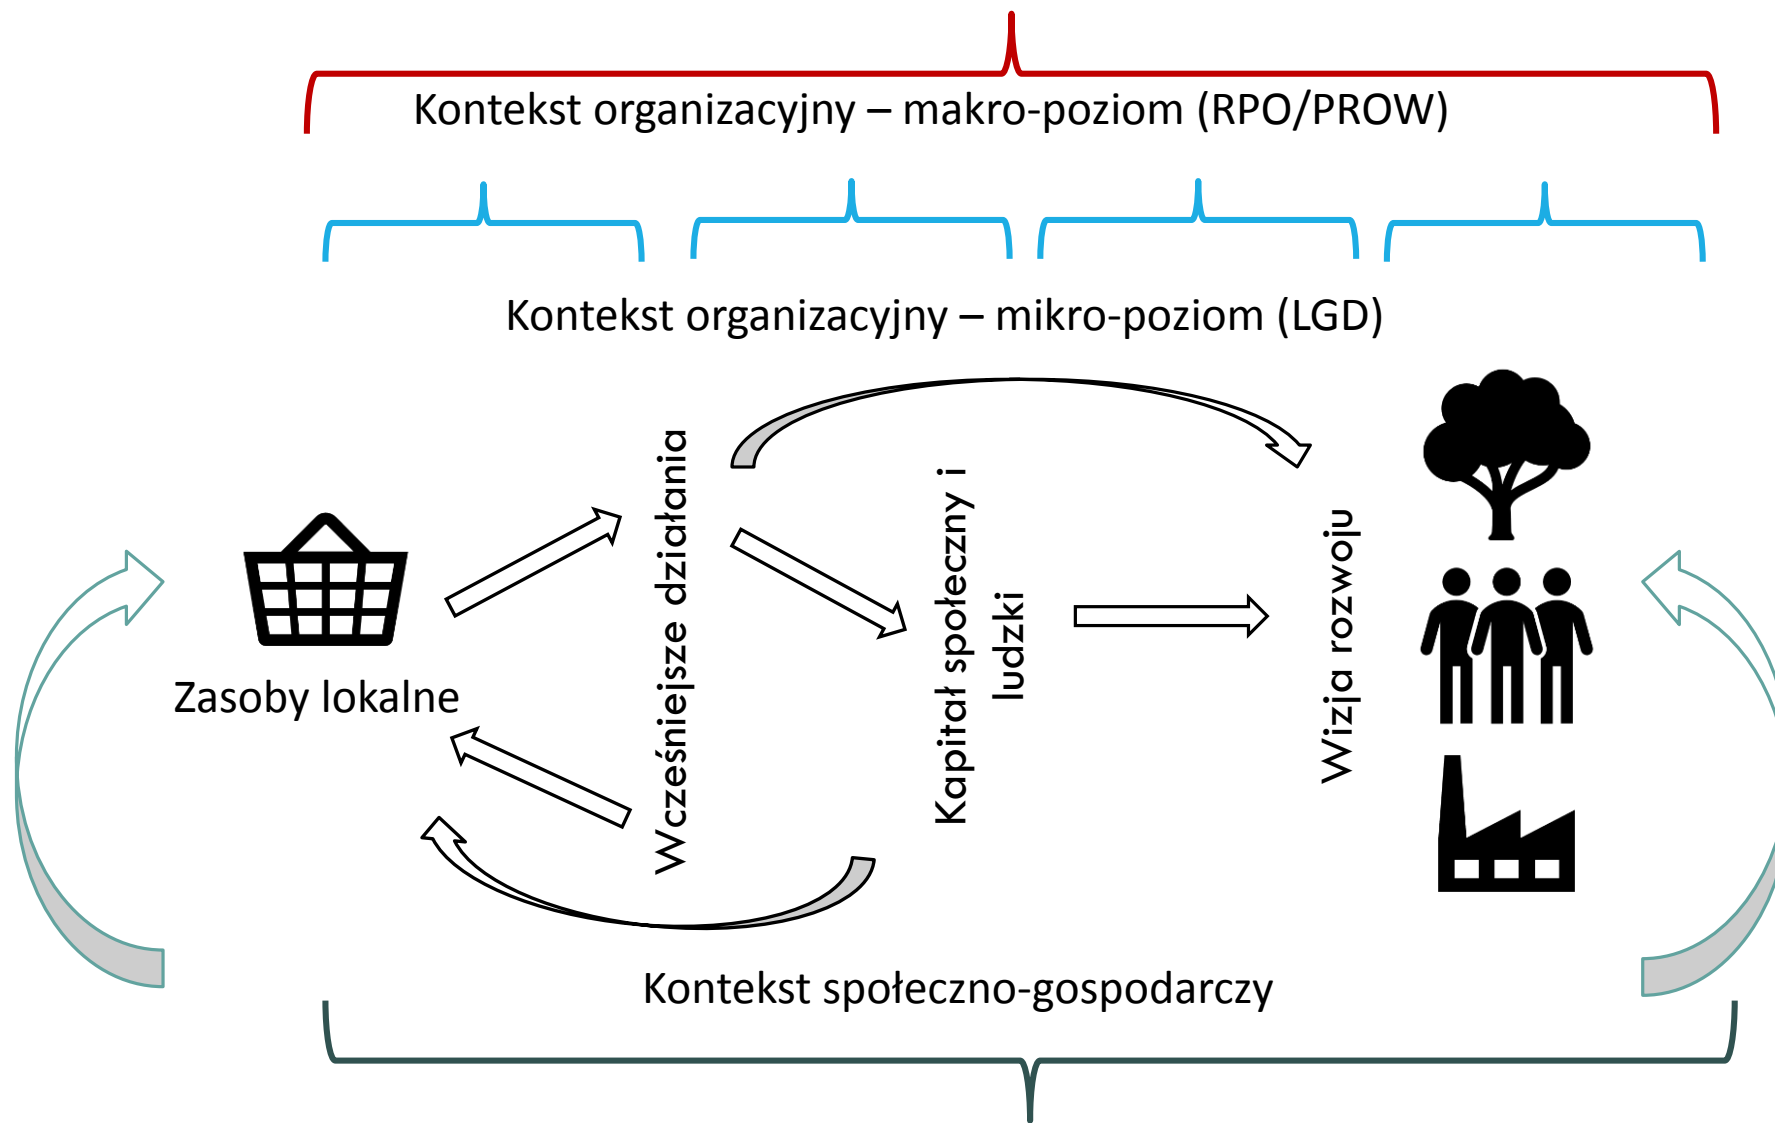 Kontekst organizacyjny – makro-poziom (RPO/PROW)
Kontekst organizacyjny – mikro-poziom (LGD)
Zasoby lokalne
Wcześniejsze działania
Kapitał społeczny i
ludzki
Wizja rozwoju
Kontekst społeczno-gospodarczy